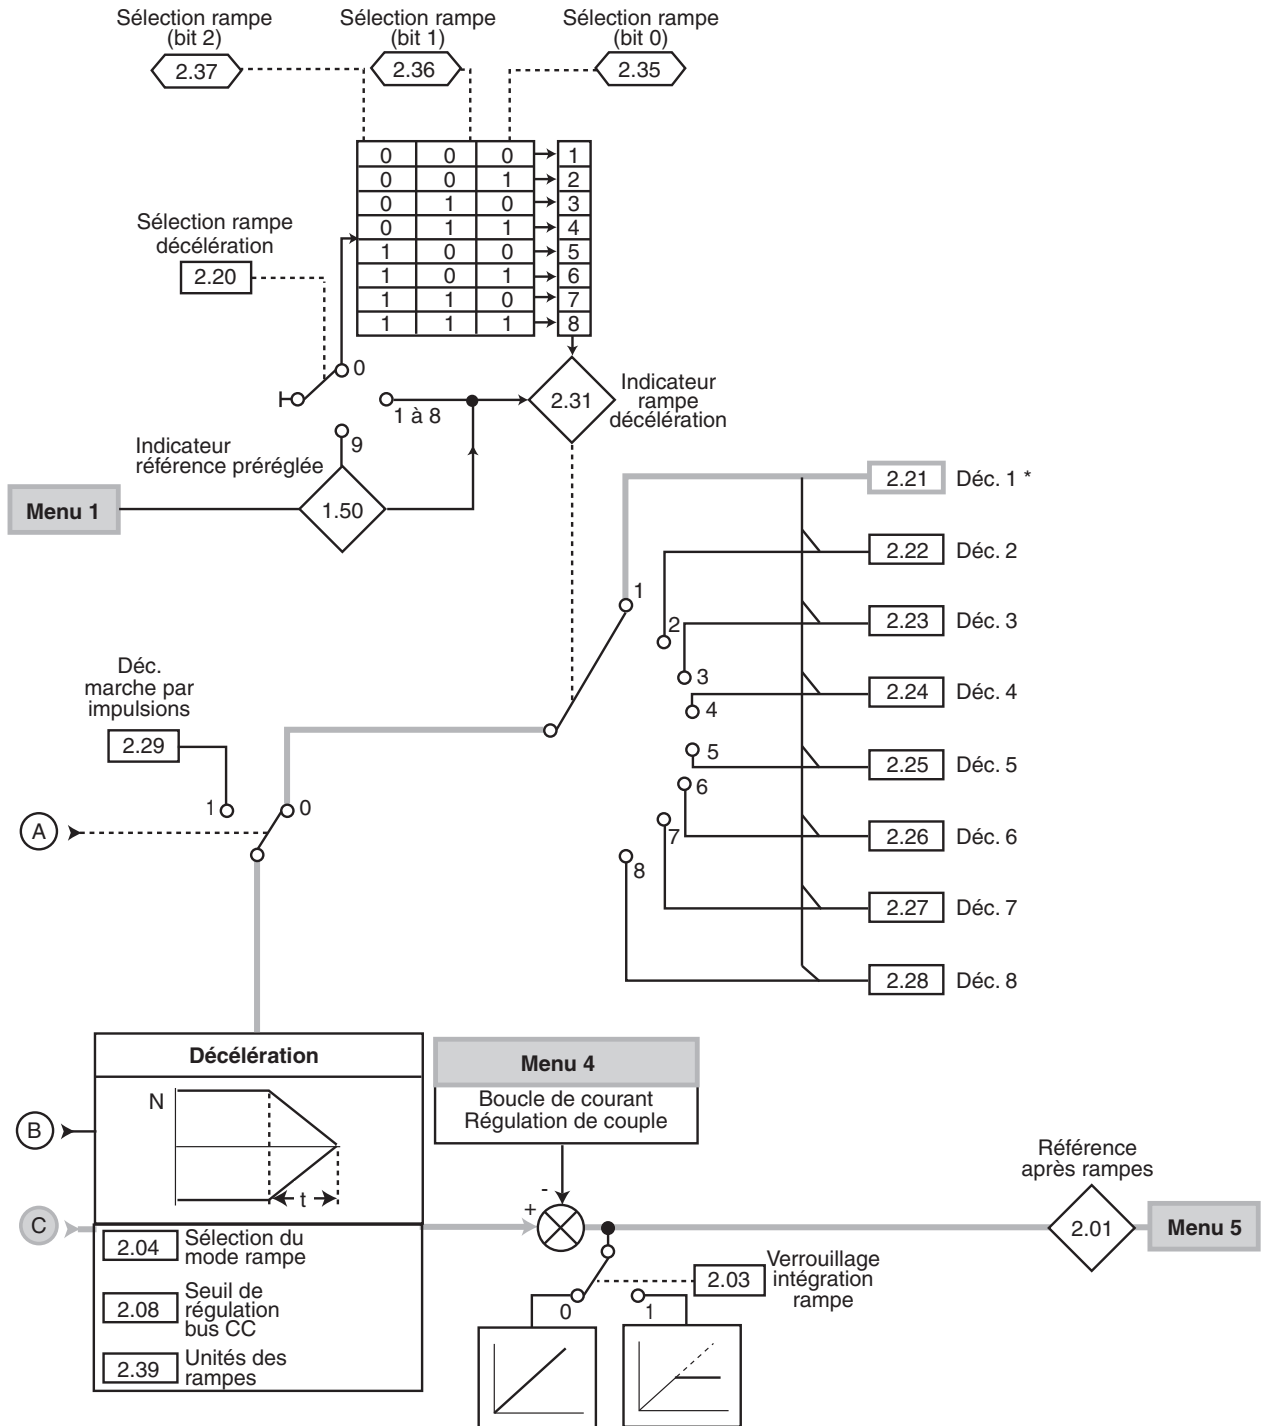 Sélection rampe
(bit 2)
Sélection rampe
(bit 1)
Sélection rampe
(bit 0)
2.37
2.36
2.35
0 0 0 1
0 0 1 2
0 1 0 3
0 1 1 4
1 0 0 5
1 0 1 6
1 1 0 7
1 1 1 8
Sélection rampe
décélération
2.20
0
1 à 8
9
2.31
Indicateur
rampe
décélération
Indicateur
référence préréglée
Menu 1
1.50
2.21 Déc. 1 *
2.22 Déc. 2
2.23 Déc. 3
2.24 Déc. 4
2.25 Déc. 5
2.26 Déc. 6
2.27 Déc. 7
2.28 Déc. 8
1
2
3
4
5
6
7
8
Déc.
marche par
impulsions
2.29
1
0
A
Décélération
N
t
B
C
2.04 Sélection du
mode rampe
2.08 Seuil de
régulation
bus CC
2.39 Unités des
rampes
Menu 4
Boucle de courant
Régulation de couple
-
+
Référence
après rampes
2.01
Menu 5
2.03
Verrouillage
intégration
rampe
0
1